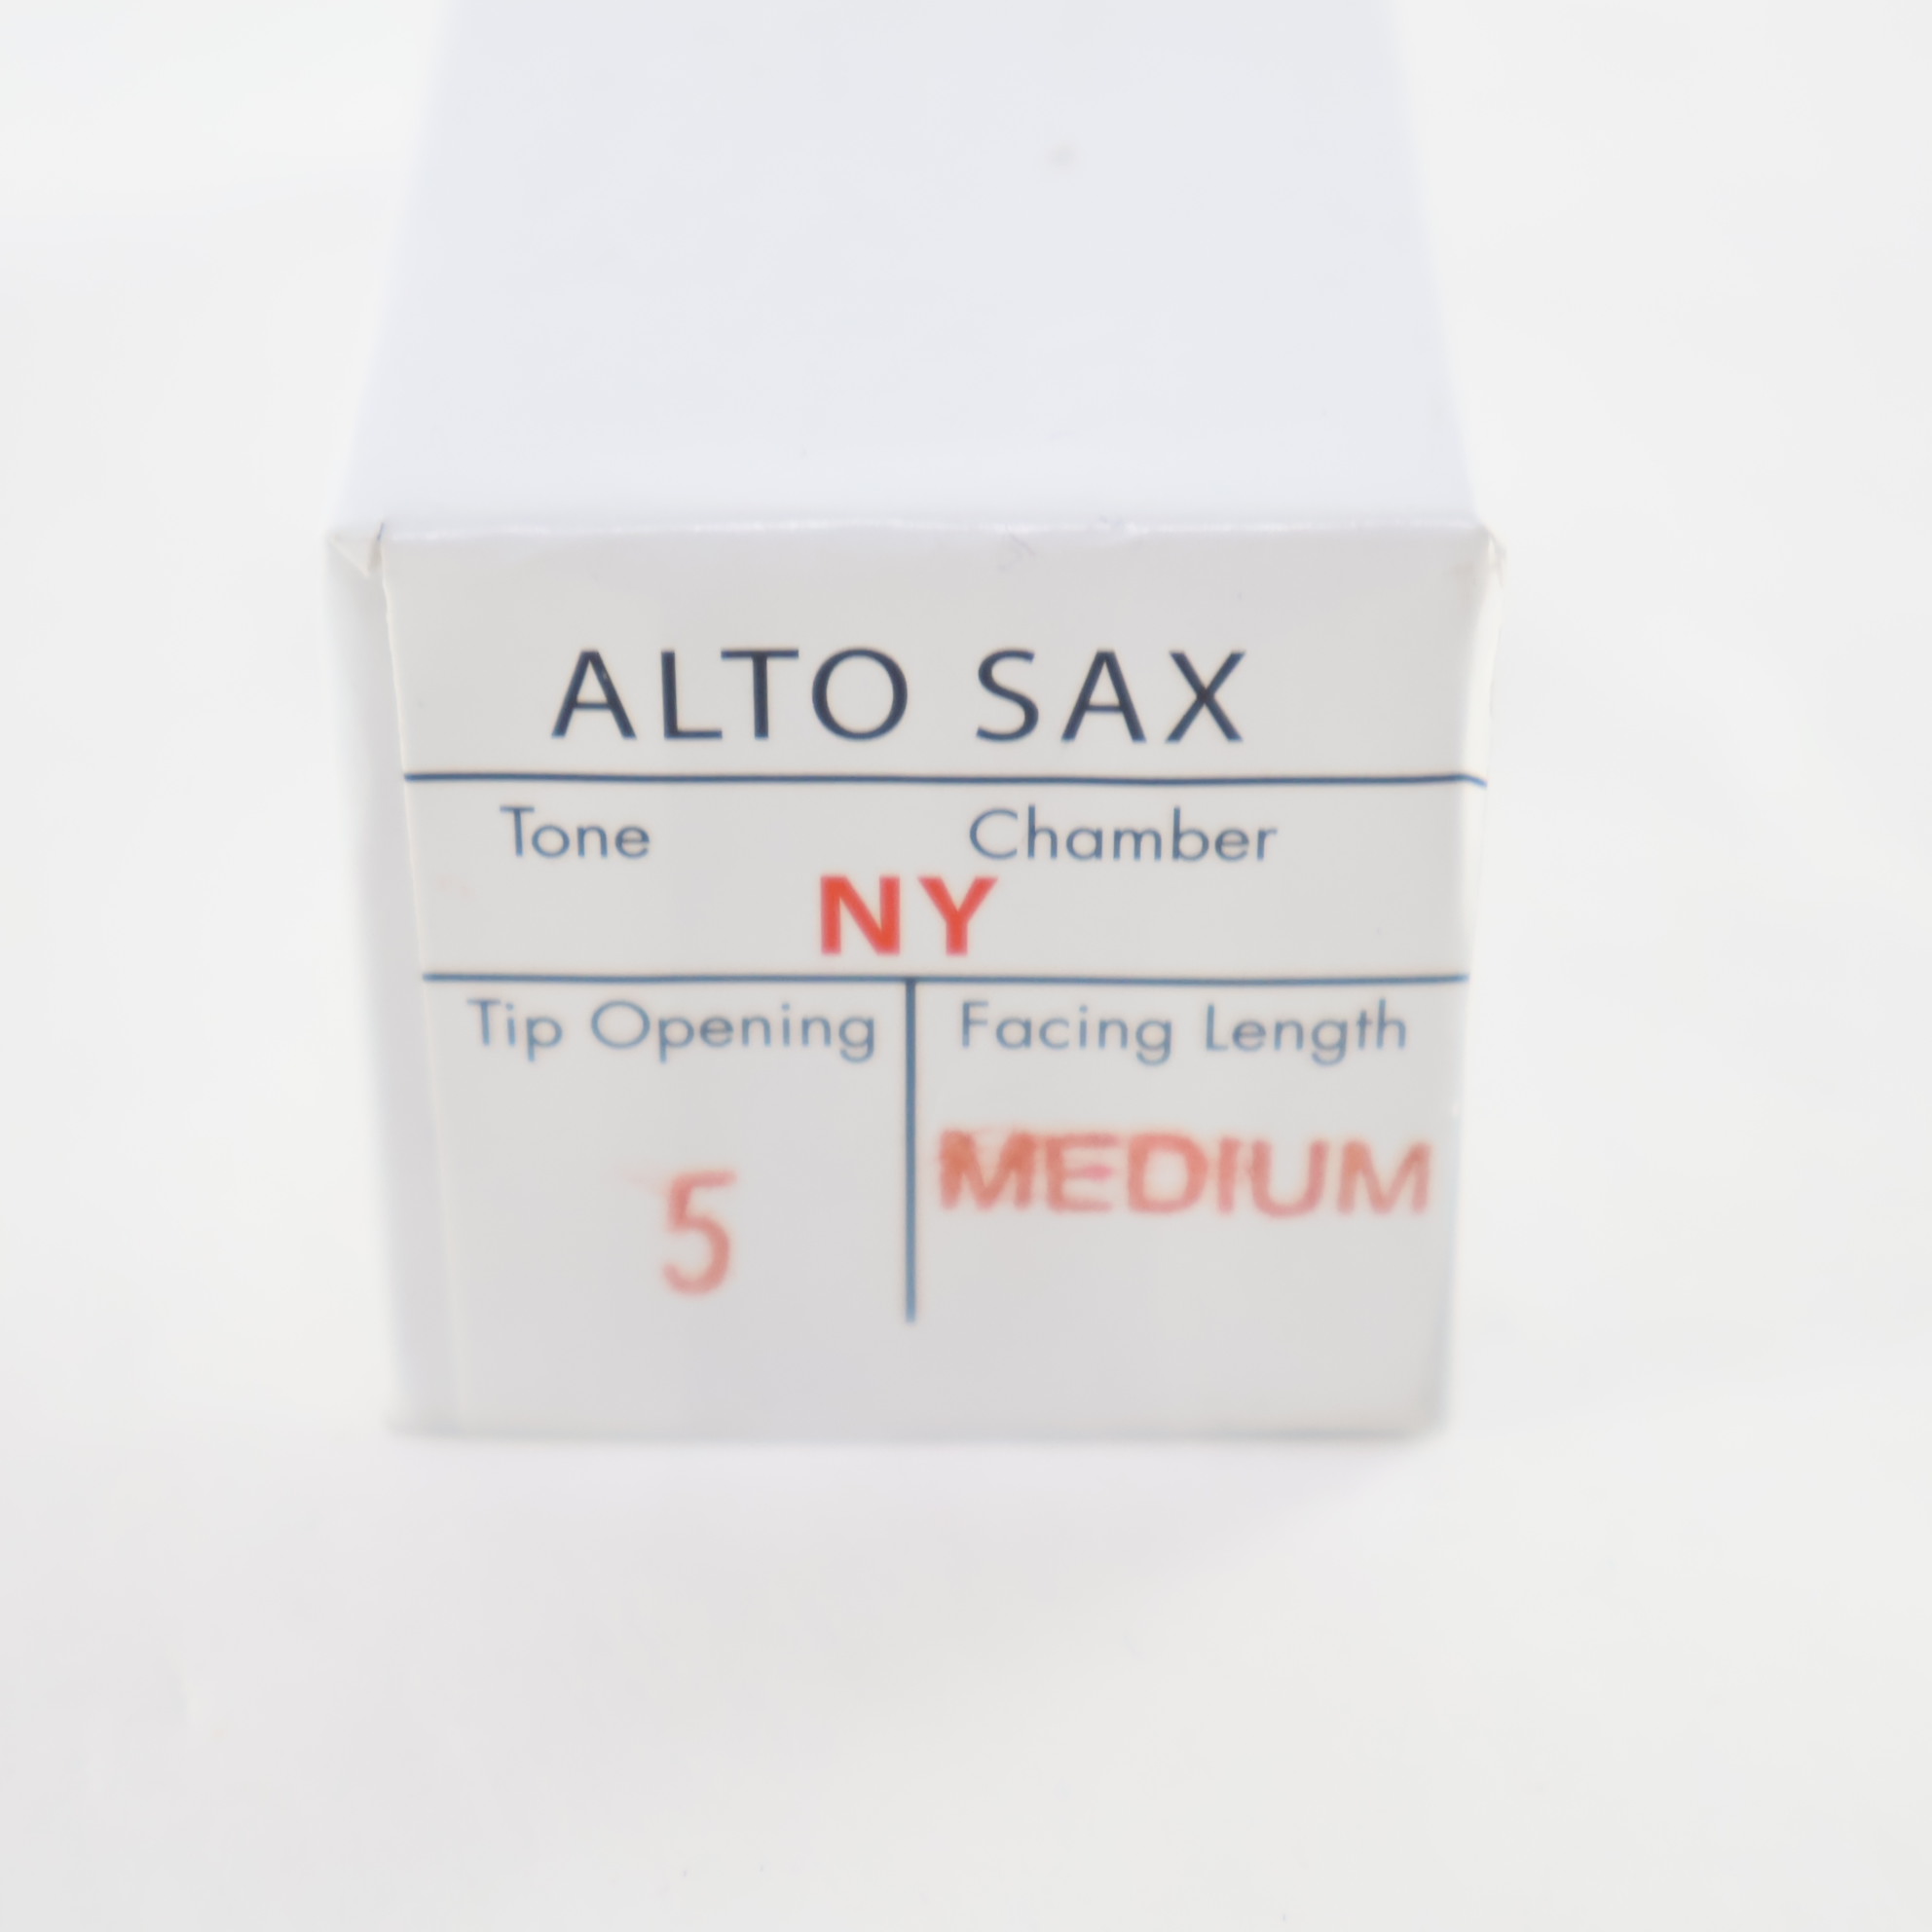 ALTO SAX
Tone Chamber
NY
Tip Opening Facing Length
5 MEDIUM